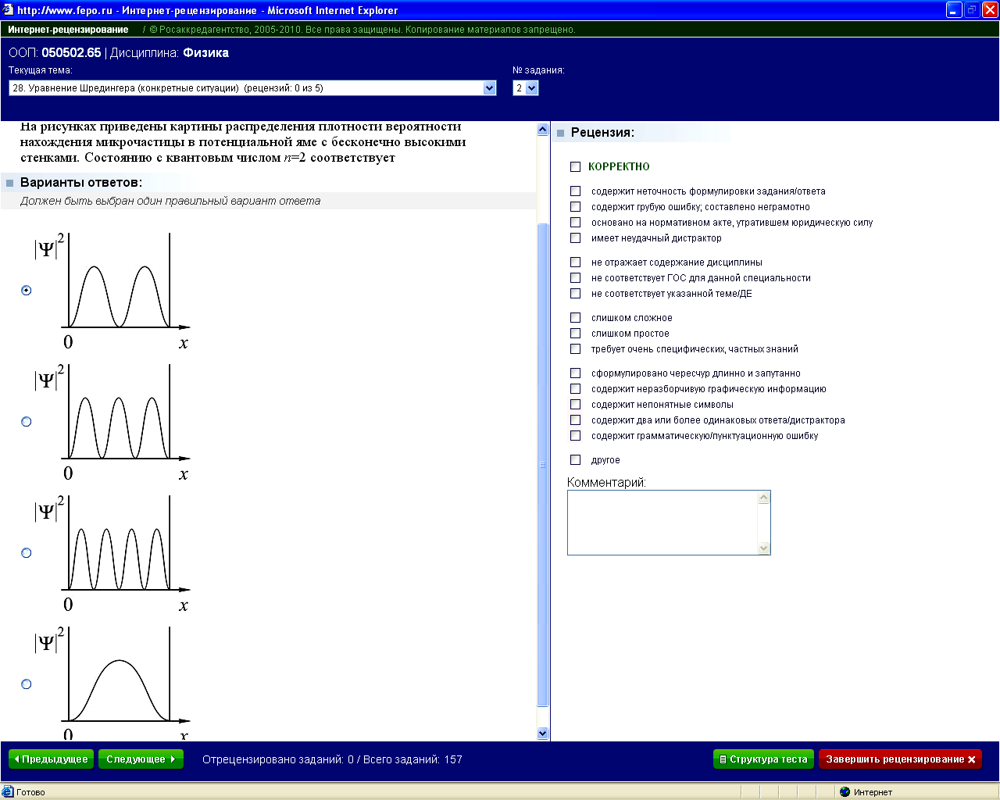 http://www.fepo.ru - Интернет-рецензирование - Microsoft Internet Explorer
Интернет-рецензирование / © Росаккредагентство, 2005-2010. Все права защищены. Копирование материалов запрещено.
ООП: 050502.65 | Дисциплина: Физика
Текущая тема: № задания:
28. Уравнение Шредингера (конкретные ситуации) (рецензий: 0 из 5) 2
На рисунках приведены картины распределения плотности вероятности
нахождения микрочастицы в потенциальной яме с бесконечно высокими
стенками. Состоянию с квантовым числом n=2 соответствует
Варианты ответов:
Должен быть выбран один правильный вариант ответа
|Ψ|²
0 x
|Ψ|²
0 x
|Ψ|²
0 x
|Ψ|²
0 x
Рецензия:
КОРРЕКТНО
содержит неточность формулировки задания/ответа
содержит грубую ошибку; составлено неграмотно
основано на нормативном акте, утратившем юридическую силу
имеет неудачный дистрактор
не отражает содержание дисциплины
не соответствует ГОС для данной специальности
не соответствует указанной теме/ДЕ
слишком сложное
слишком простое
требует очень специфических, частных знаний
сформулировано чересчур длинно и запутанно
содержит неразборчивую графическую информацию
содержит непонятные символы
содержит два или более одинаковых ответа/дистрактора
содержит грамматическую/пунктуационную ошибку
другое
Комментарий:
Предыдущее Следующее Отрецензировано заданий: 0 / Всего заданий: 157 Структура теста Завершить рецензирование
Готово Интернет